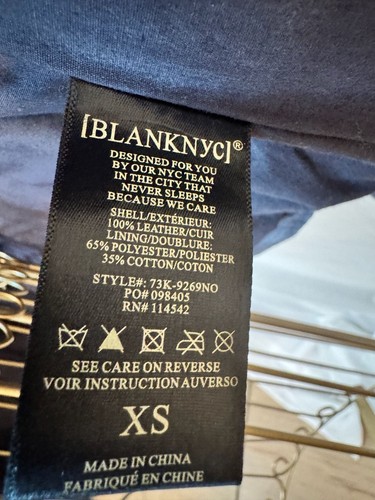 [BLANKNYC]®
DESIGNED FOR YOU
BY OUR NYC TEAM
IN THE CITY THAT
NEVER SLEEPS
BECAUSE WE CARE
SHELL/EXTÉRIEUR:
100% LEATHER/CUIR
LINING/DOUBLURE:
65% POLYESTER/POLIESTER
35% COTTON/COTON
STYLE#: 73K-9269NO
PO# 098405
RN# 114542
SEE CARE ON REVERSE
VOIR INSTRUCTION AUVERSO
XS
MADE IN CHINA
FABRIQUÉ EN CHINE